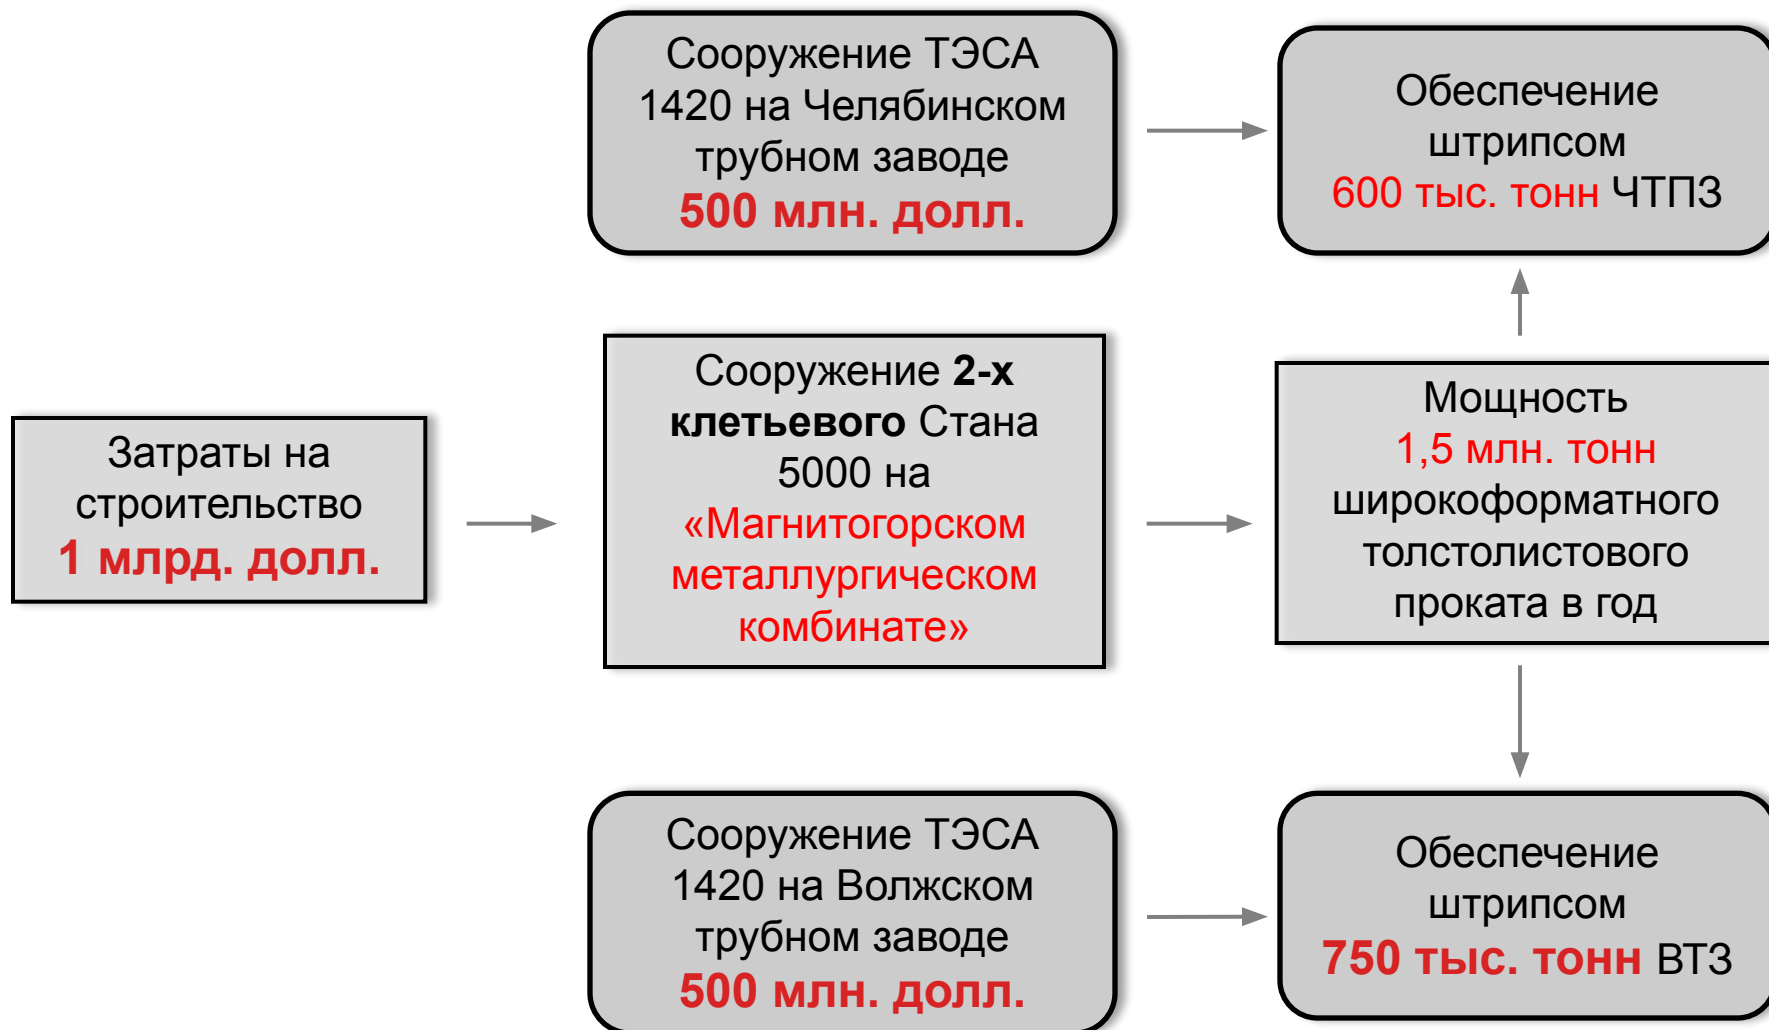 Сооружение ТЭСА
1420 на Челябинском
трубном заводе
500 млн. долл.
Обеспечение
штрипсом
600 тыс. тонн ЧТПЗ
Затраты на
строительство
1 млрд. долл.
Сооружение 2-х
клетьевого Стана
5000 на
«Магнитогорском
металлургическом
комбинате»
Мощность
1,5 млн. тонн
широкоформатного
толстолистового
проката в год
Сооружение ТЭСА
1420 на Волжском
трубном заводе
500 млн. долл.
Обеспечение
штрипсом
750 тыс. тонн ВТЗ